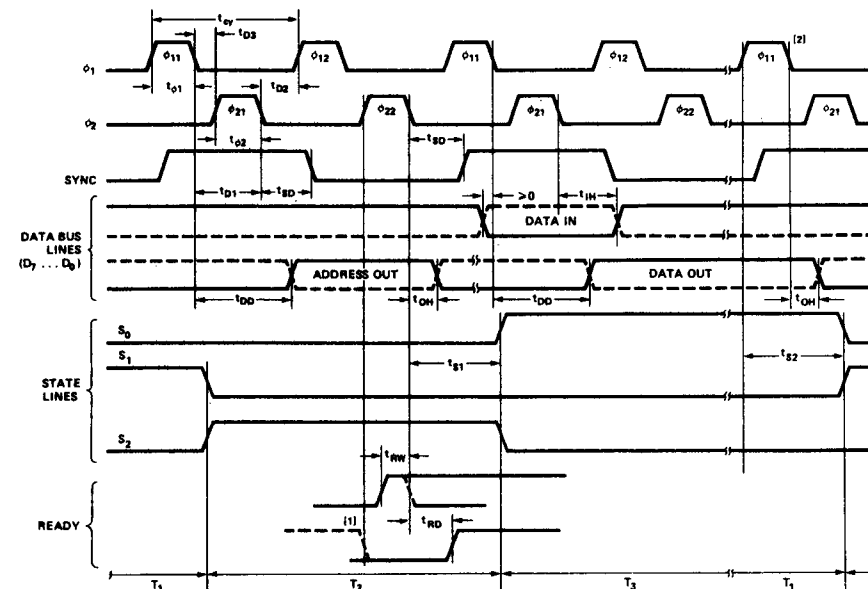 tcy
tD3
φ11 φ12 φ11 φ12 φ11 [2]
φ1
tφ1 tD2
φ21 φ22 φ21 φ22 φ21
φ2
tφ2 tSD
SYNC
tD1 tSD >0 tIH
DATA IN
DATA BUS
LINES
(D7 ... D0)
ADDRESS OUT DATA OUT
tDD tOH tDD tOH
S0
tS1 tS2
S1
STATE
LINES
S2
tRW
[1] tRD
READY
T1 T2 T3 T1